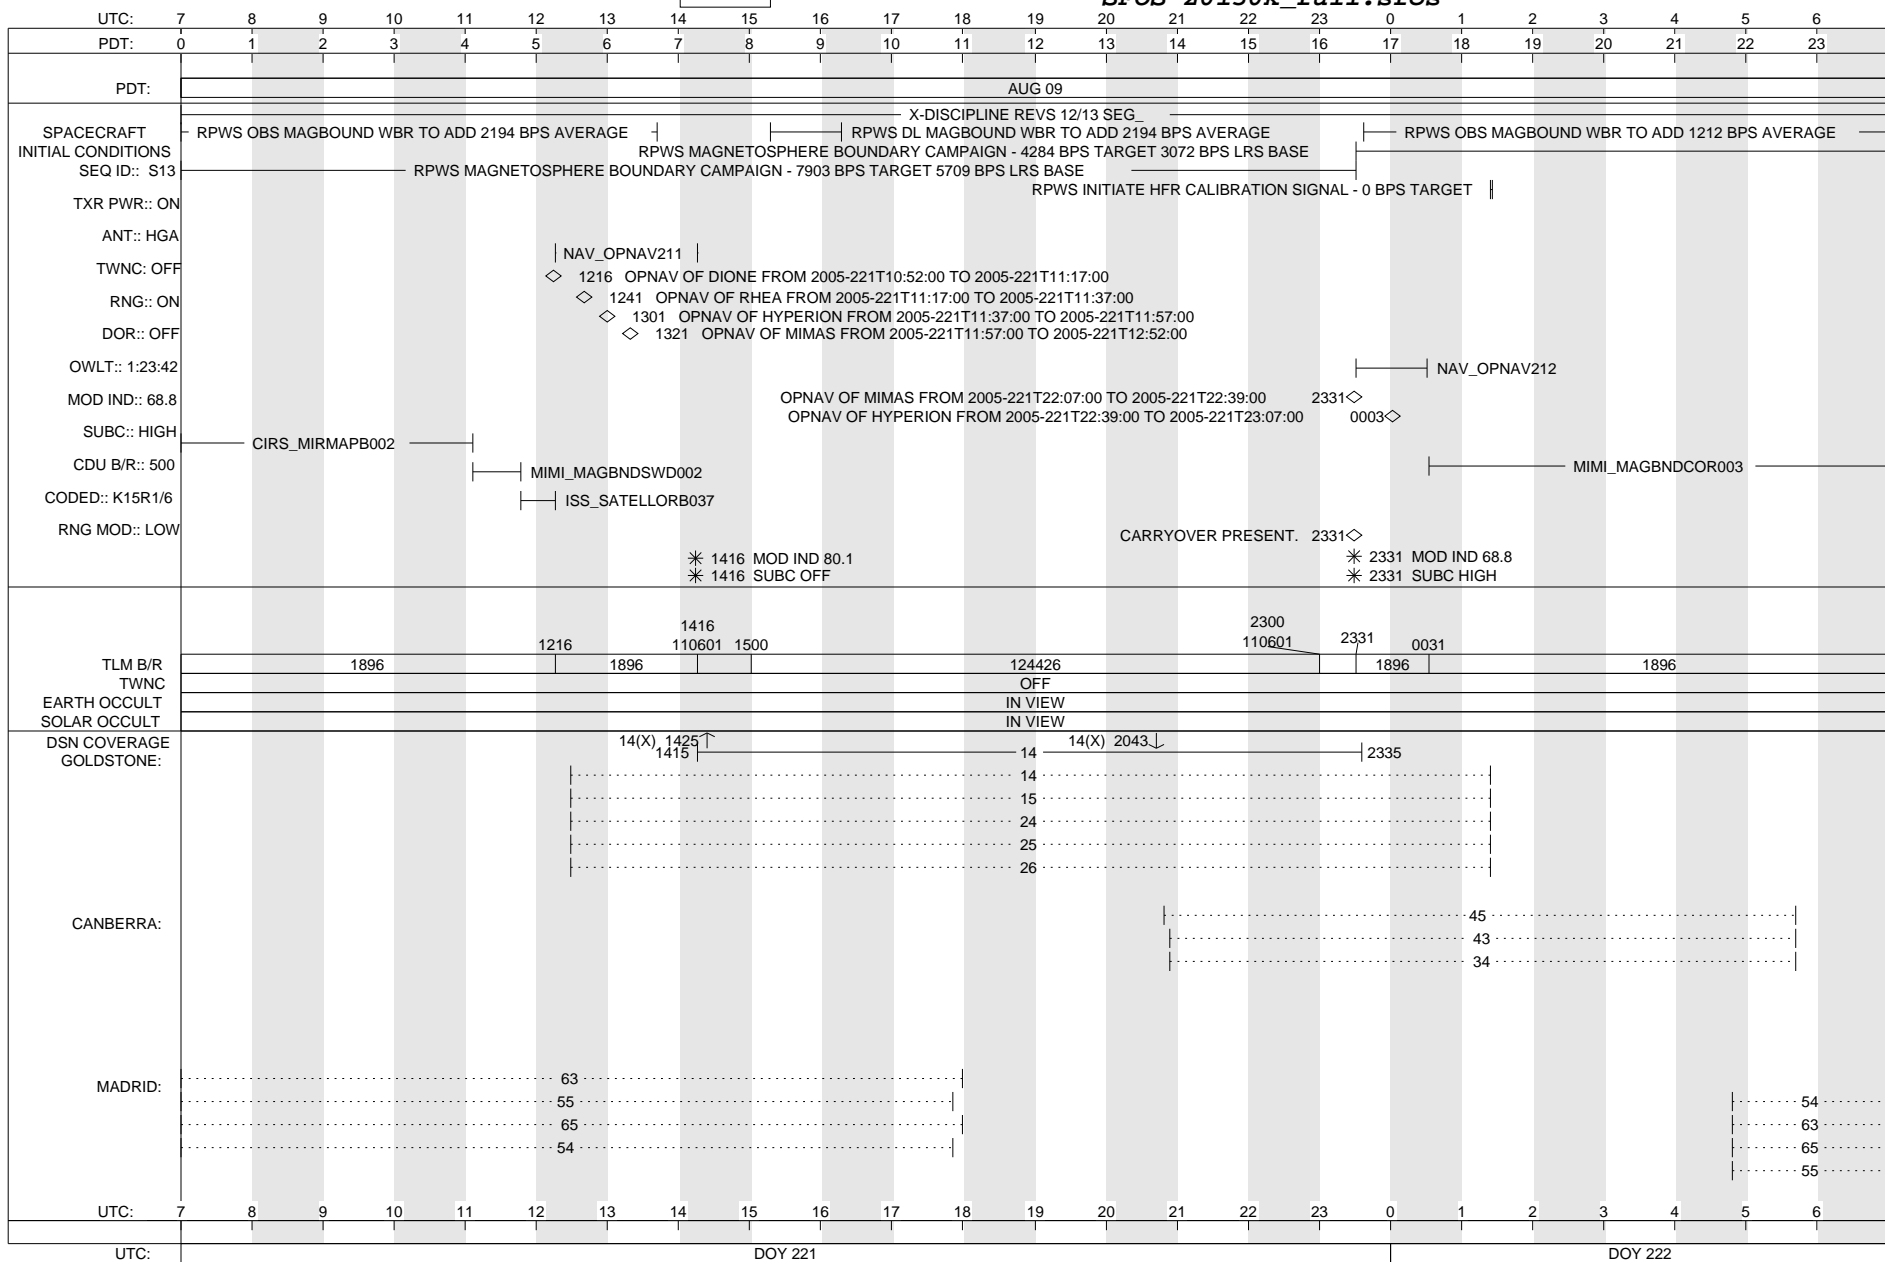 UTC: 7 8 9 10 11 12 13 14 15 16 17 18 19 20 21 22 23 0 1 2 3 4 5 6
PDT: 0 1 2 3 4 5 6 7 8 9 10 11 12 13 14 15 16 17 18 19 20 21 22 23
PDT: AUG 09
X-DISCIPLINE REVS 12/13 SEG_
SPACECRAFT RPWS OBS MAGBOUND WBR TO ADD 2194 BPS AVERAGE RPWS DL MAGBOUND WBR TO ADD 2194 BPS AVERAGE RPWS OBS MAGBOUND WBR TO ADD 1212 BPS AVERAGE
INITIAL CONDITIONS RPWS MAGNETOSPHERE BOUNDARY CAMPAIGN - 4284 BPS TARGET 3072 BPS LRS BASE
SEQ ID:: S13 RPWS MAGNETOSPHERE BOUNDARY CAMPAIGN - 7903 BPS TARGET 5709 BPS LRS BASE
RPWS INITIATE HFR CALIBRATION SIGNAL - 0 BPS TARGET
TXR PWR:: ON
ANT:: HGA
NAV_OPNAV211
TWNC: OFF
1216 OPNAV OF DIONE FROM 2005-221T10:52:00 TO 2005-221T11:17:00
RNG:: ON 1241 OPNAV OF RHEA FROM 2005-221T11:17:00 TO 2005-221T11:37:00
1301 OPNAV OF HYPERION FROM 2005-221T11:37:00 TO 2005-221T11:57:00
DOR:: OFF 1321 OPNAV OF MIMAS FROM 2005-221T11:57:00 TO 2005-221T12:52:00
OWLT:: 1:23:42 NAV_OPNAV212
MOD IND:: 68.8 OPNAV OF MIMAS FROM 2005-221T22:07:00 TO 2005-221T22:39:00 2331
OPNAV OF HYPERION FROM 2005-221T22:39:00 TO 2005-221T23:07:00 0003
SUBC:: HIGH
CIRS_MIRMAPB002
CDU B/R:: 500 MIMI_MAGBNDSWD002 MIMI_MAGBNDCOR003
CODED:: K15R1/6 ISS_SATELLORB037
RNG MOD:: LOW CARRYOVER PRESENT. 2331
1416 MOD IND 80.1 2331 MOD IND 68.8
1416 SUBC OFF 2331 SUBC HIGH
1416 2300
1216 110601 1500 110601 2331 0031
TLM B/R 1896 1896 124426 1896 1896
TWNC OFF
EARTH OCCULT IN VIEW
SOLAR OCCULT IN VIEW
DSN COVERAGE 14(X) 1425 14(X) 2043
GOLDSTONE: 1415 14 2335
14
15
24
25
26
CANBERRA: 45
43
34
MADRID: 63
55 54
65 63
54 65
55
UTC: 7 8 9 10 11 12 13 14 15 16 17 18 19 20 21 22 23 0 1 2 3 4 5 6
UTC: DOY 221 DOY 222